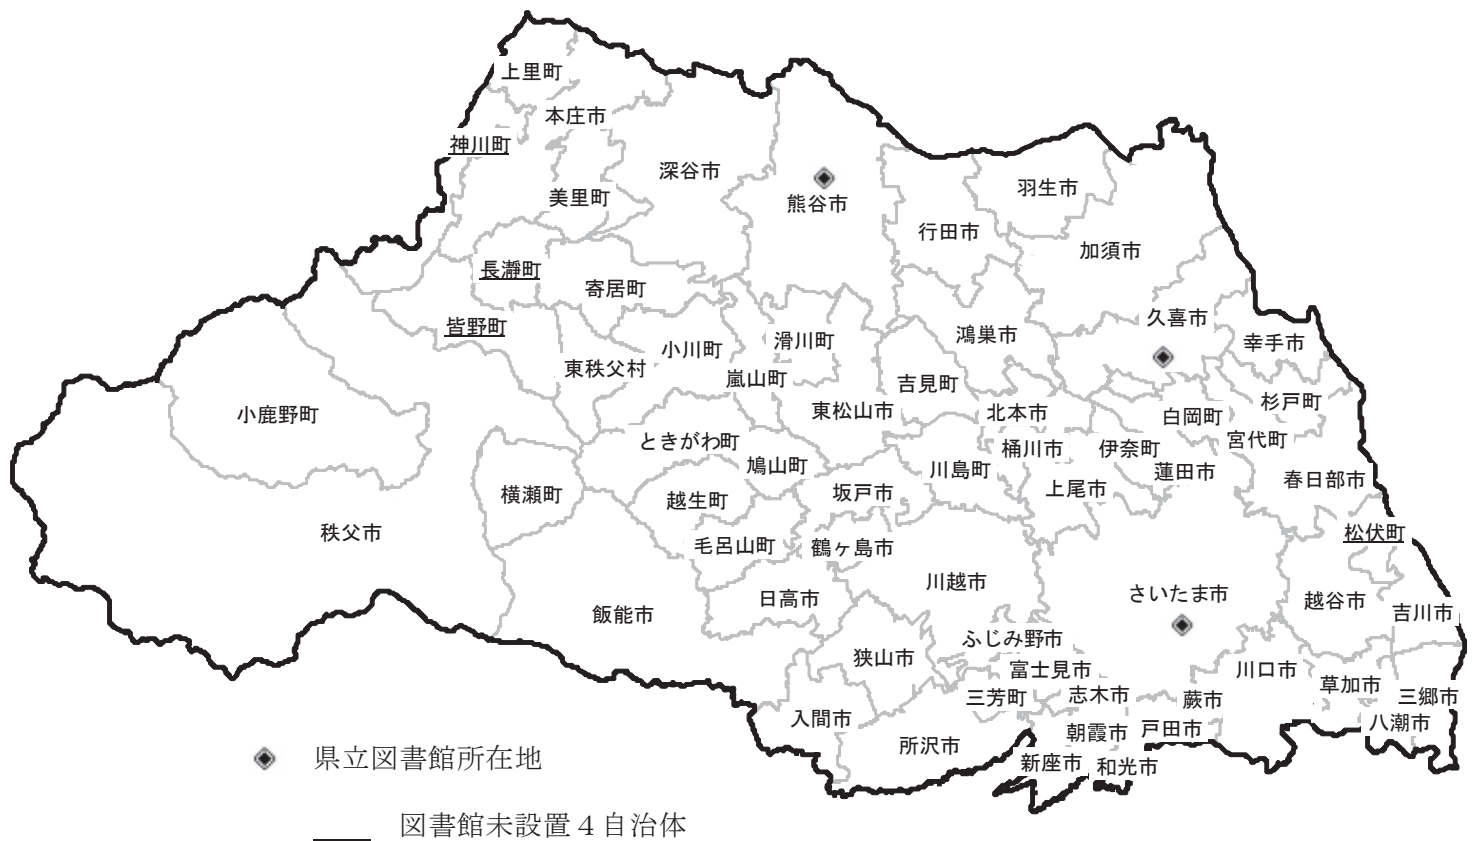 上里町
本庄市
神川町
深谷市
美里町
熊谷市
羽生市
行田市
加須市
長瀞町
寄居町
皆野町
久喜市
鴻巣市
幸手市
滑川町
小川町
東秩父村
嵐山町
吉見町
杉戸町
小鹿野町
東松山市
北本市
白岡町
宮代町
ときがわ町
桶川市
伊奈町
鳩山町
川島町
蓮田市
春日部市
横瀬町
越生町
坂戸市
上尾市
秩父市
毛呂山町
鶴ヶ島市
松伏町
川越市
さいたま市
日高市
越谷市
吉川市
飯能市
ふじみ野市
狭山市
富士見市
川口市
草加市
三芳町
志木市
蕨市
三郷市
入間市
朝霞市
戸田市
八潮市
所沢市
新座市
和光市
県立図書館所在地
図書館未設置４自治体